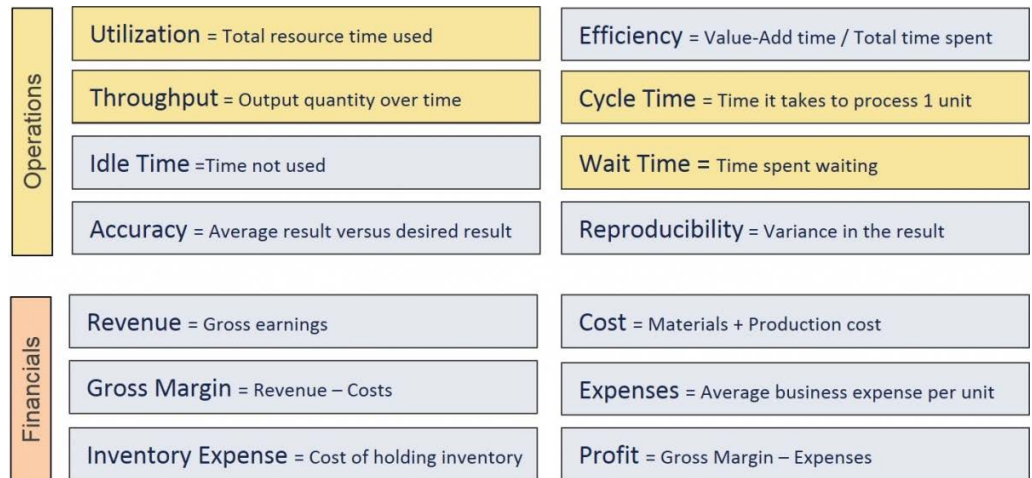 Operations
Utilization = Total resource time used
Efficiency = Value-Add time / Total time spent
Throughput = Output quantity over time
Cycle Time = Time it takes to process 1 unit
Idle Time =Time not used
Wait Time = Time spent waiting
Accuracy = Average result versus desired result
Reproducibility = Variance in the result
Financials
Revenue = Gross earnings
Cost = Materials + Production cost
Gross Margin = Revenue – Costs
Expenses = Average business expense per unit
Inventory Expense = Cost of holding inventory
Profit = Gross Margin – Expenses